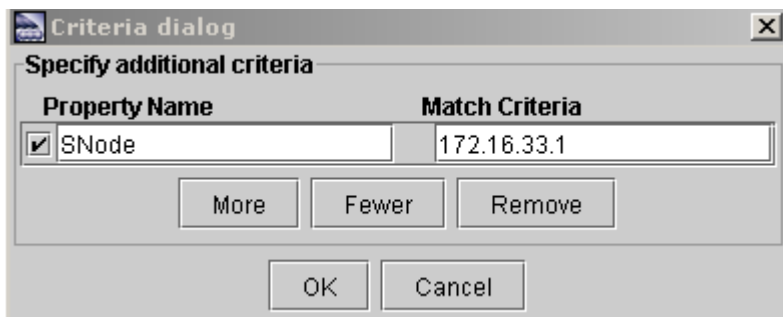 Criteria dialog
Specify additional criteria
Property Name Match Criteria
SNode 172.16.33.1
More Fewer Remove
OK Cancel